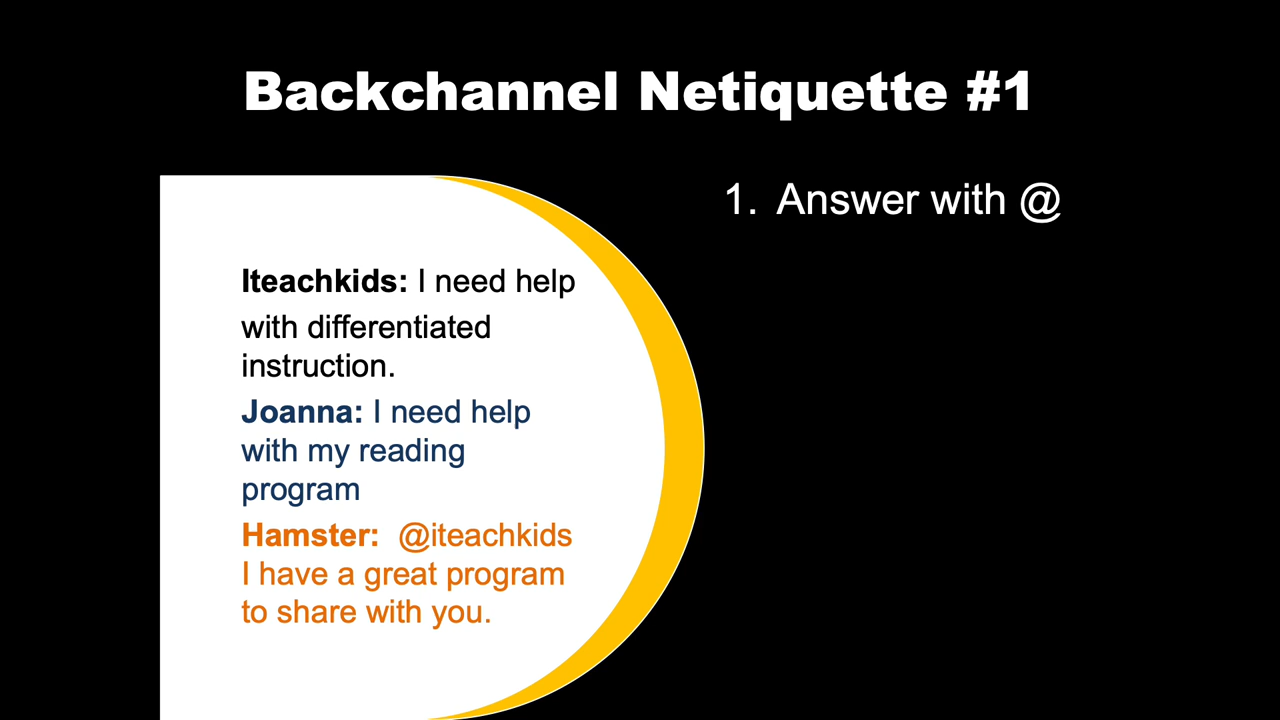 Backchannel Netiquette #1
1. Answer with @
Iteachkids: I need help
with differentiated
instruction.
Joanna: I need help
with my reading
program
Hamster: @iteachkids
I have a great program
to share with you.